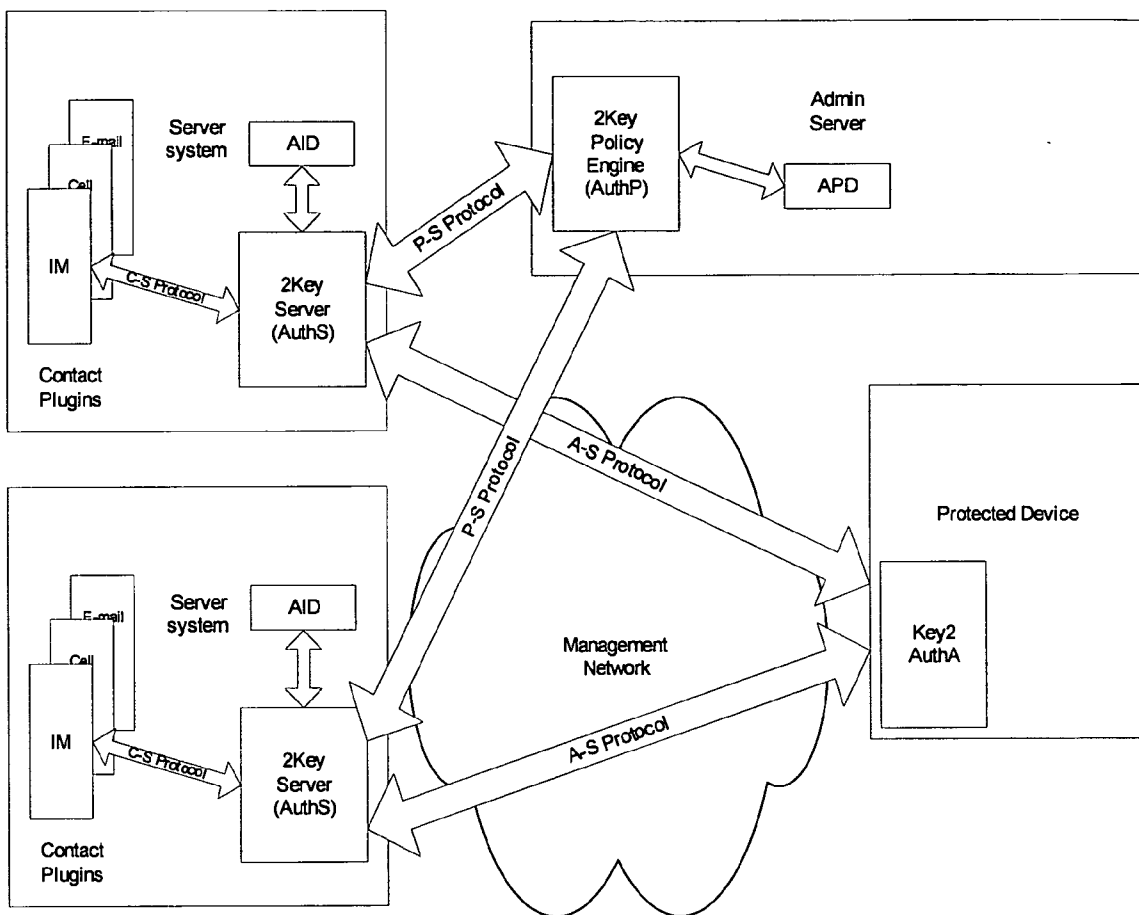 E-mail
Cell
IM
Server
system
AID
C-S Protocol
2Key
Server
(AuthS)
Contact
Plugins
P-S Protocol
2Key
Policy
Engine
(AuthP)
Admin
Server
APD
P-S Protocol
A-S Protocol
Protected Device
Key2
AuthA
Management
Network
A-S Protocol
E-mail
Cell
IM
Server
system
AID
C-S Protocol
2Key
Server
(AuthS)
Contact
Plugins